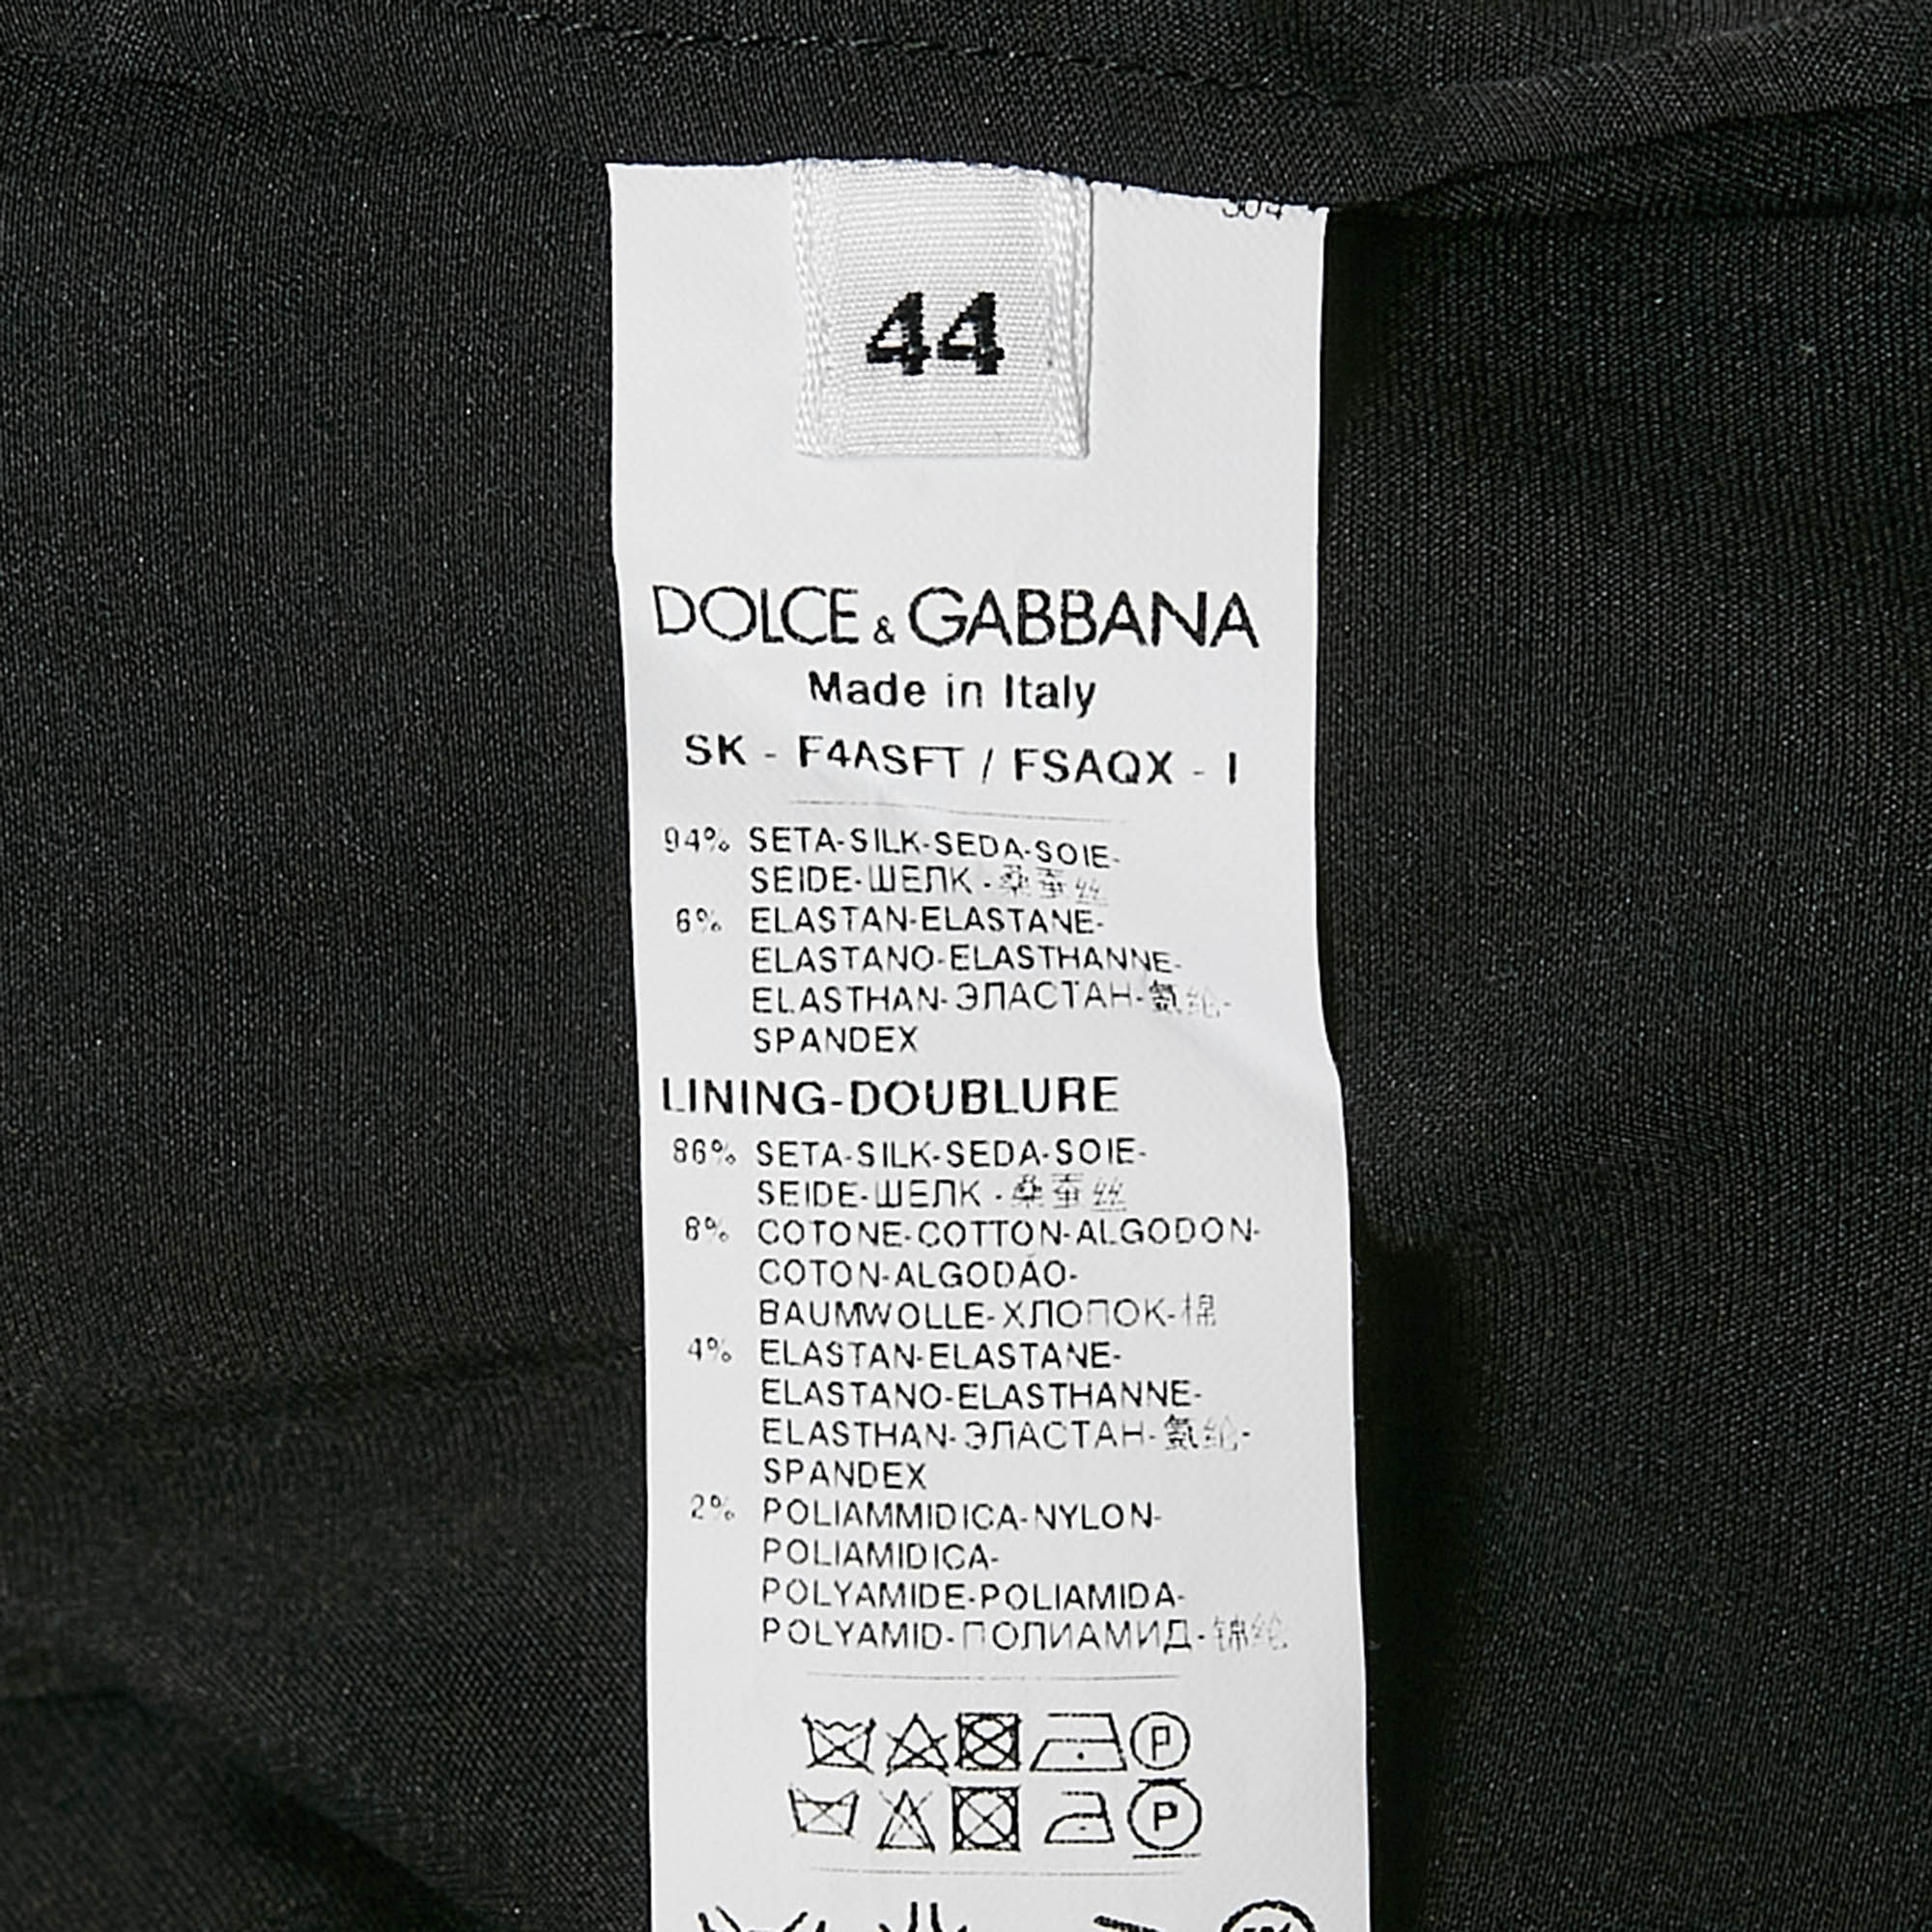 44
DOLCE & GABBANA
Made in Italy
SK - F4ASFT / FSAQX - I
94% SETA-SILK-SEDA-SOIE-
SEIDE-ШЕЛК-桑蚕丝
6% ELASTAN-ELASTANE-
ELASTANO-ELASTHANNE-
ELASTHAN-ЭЛАСТАН-氨纶-
SPANDEX
LINING-DOUBLURE
86% SETA-SILK-SEDA-SOIE-
SEIDE-ШЕЛК-桑蚕丝
8% COTONE-COTTON-ALGODON-
COTON-ALGODÃO-
BAUMWOLLE-ХЛОПОК-棉
4% ELASTAN-ELASTANE-
ELASTANO-ELASTHANNE-
ELASTHAN-ЭЛАСТАН-氨纶-
SPANDEX
2% POLIAMMIDICA-NYLON-
POLIAMIDICA-
POLYAMIDE-POLIAMIDA-
POLYAMID-ПОЛИАМИД-锦纶
P
P